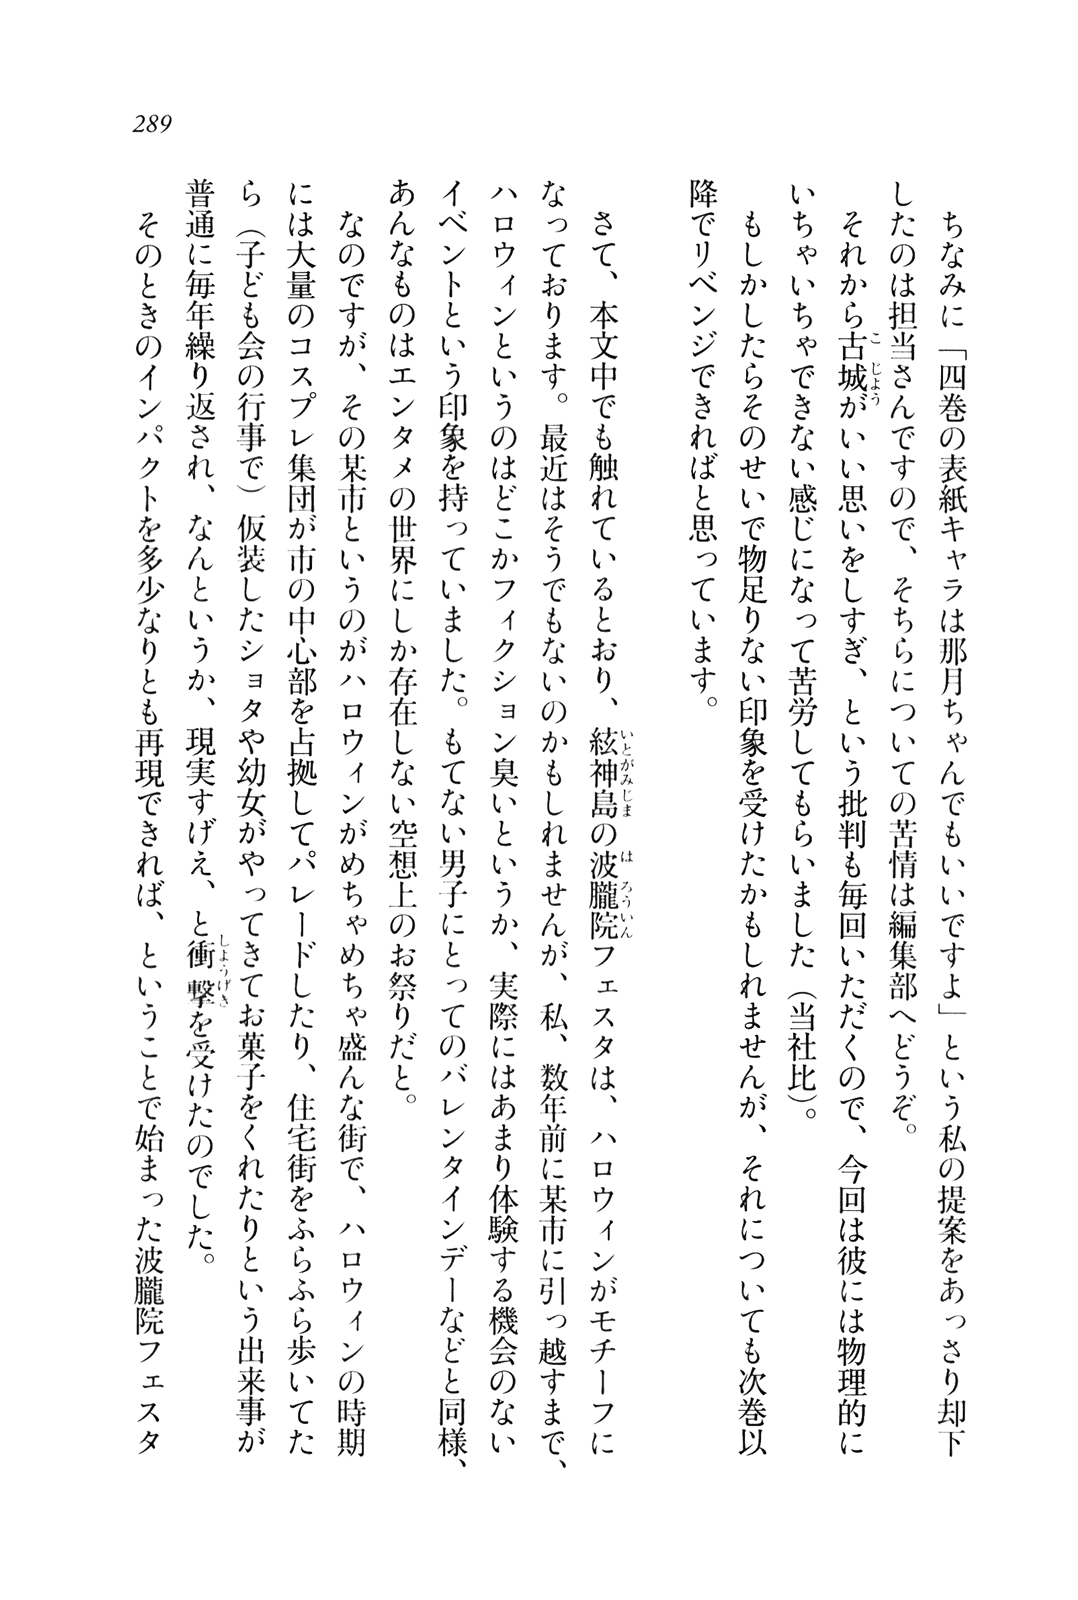 289
ちなみに「四巻の表紙キャラは那月ちゃんでもいいですよ」という私の提案をあっさり却下
したのは担当さんですので、そちらについての苦情は編集部へどうぞ。
それから古城がいい思いをしすぎ、という批判も毎回いただくので、今回は彼には物理的に
いちゃいちゃできない感じになって苦労してもらいました（当社比）。
もしかしたらそのせいで物足りない印象を受けたかもしれませんが、それについても次巻以
降でリベンジできればと思っています。
さて、本文中でも触れているとおり、絃神島の波朧院フェスタは、ハロウィンがモチーフに
なっております。最近はそうでもないのかもしれませんが、私、数年前に某市に引っ越すまで、
ハロウィンというのはどこかフィクション臭いというか、実際にはあまり体験する機会のない
イベントという印象を持っていました。もてない男子にとってのバレンタインデーなどと同様、
あんなものはエンタメの世界にしか存在しない空想上のお祭りだと。
なのですが、その某市というのがハロウィンがめちゃめちゃ盛んな街で、ハロウィンの時期
には大量のコスプレ集団が市の中心部を占拠してパレードしたり、住宅街をふらふら歩いてた
ら（子ども会の行事で）仮装したショタや幼女がやってきてお菓子をくれたりという出来事が
普通に毎年繰り返され、なんというか、現実すげえ、と衝撃を受けたのでした。
そのときのインパクトを多少なりとも再現できれば、ということで始まった波朧院フェスタ